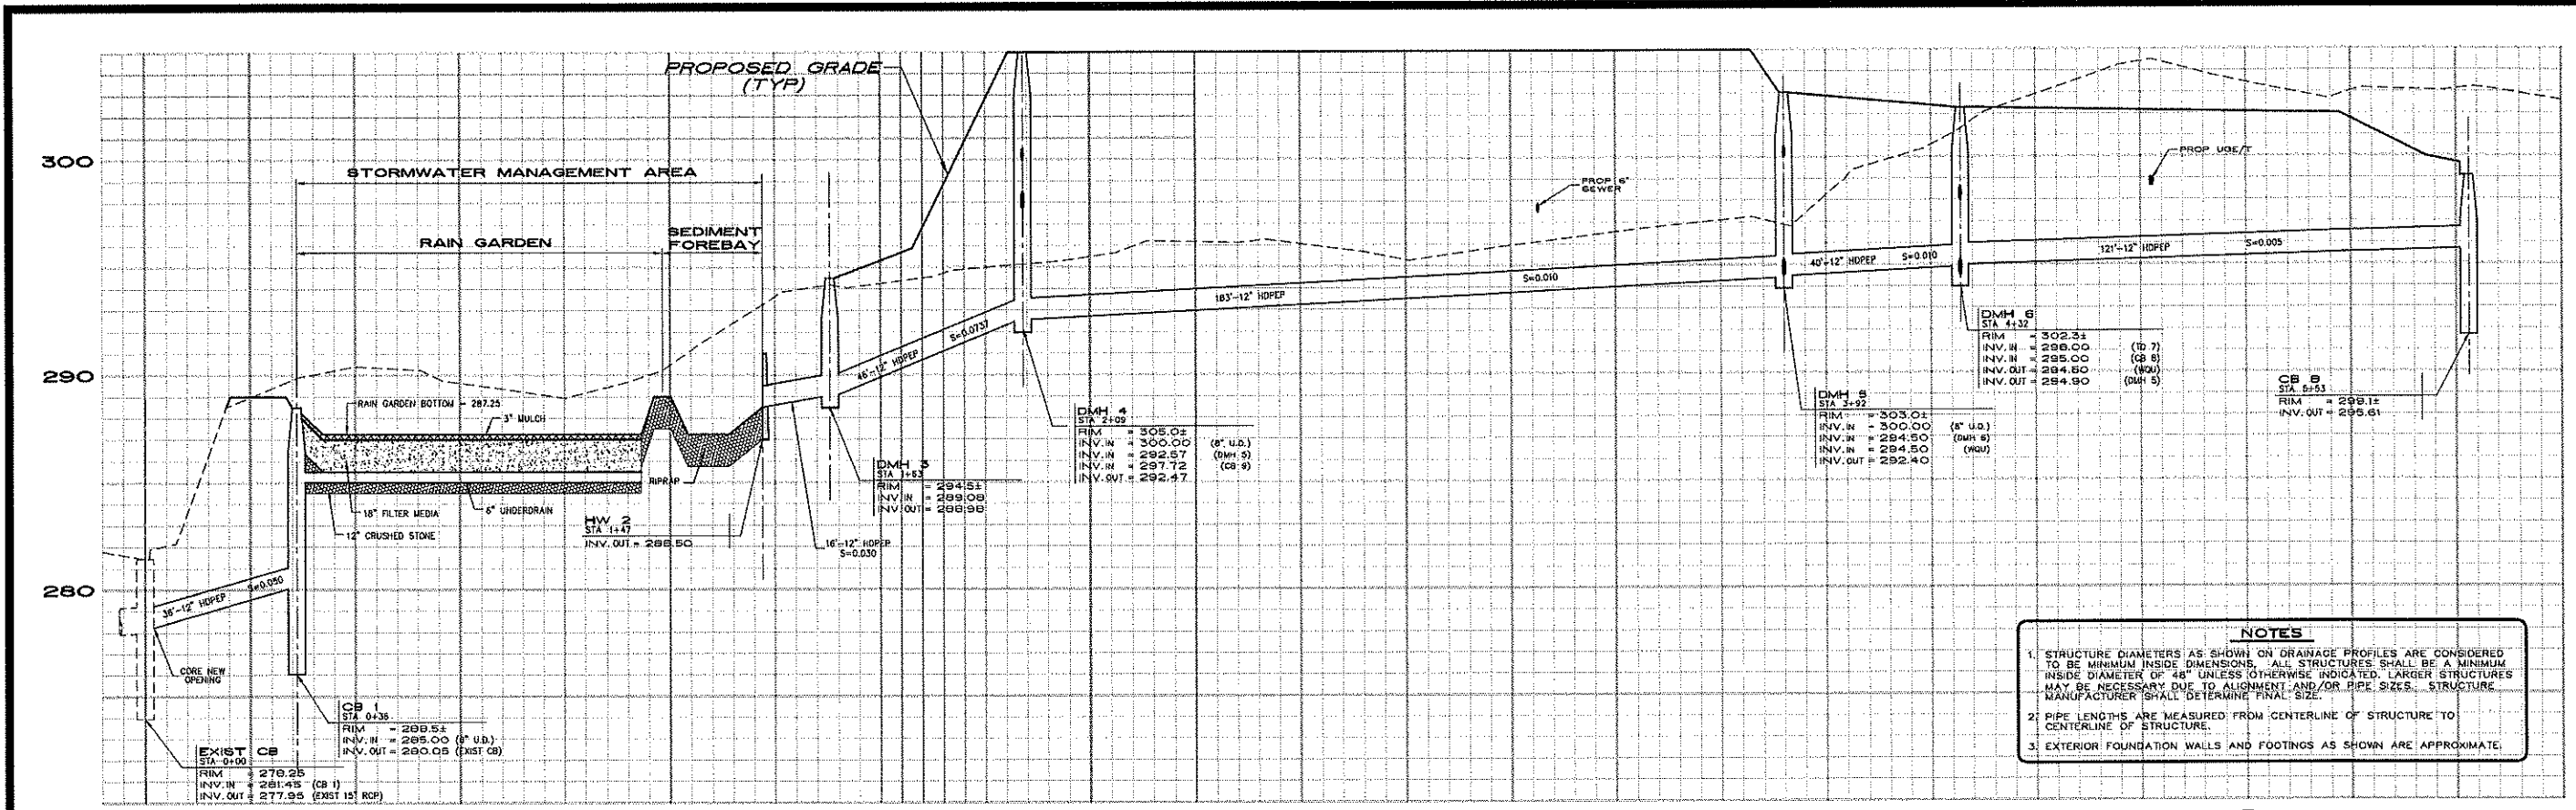 PROPOSED GRADE
(TYP)
300
290
280
STORMWATER MANAGEMENT AREA
RAIN GARDEN
SEDIMENT
FOREBAY
RAIN GARDEN BOTTOM = 287.25
3" MULCH
18" FILTER MEDIA
12" CRUSHED STONE
6" UNDERDRAIN
RIPRAP
36'-12" HDPEP
S=0.050
CORE NEW
OPENING
EXIST CB
STA 0+00
RIM = 279.25
INV.IN = 281.45 (CB 1)
INV.OUT = 277.95 (EXIST 15" RCP)
CB 1
STA 0+36
RIM = 288.5±
INV.IN = 285.00 (6" U.D.)
INV.OUT = 280.05 (EXIST CB)
HW 2
STA 1+47
INV.OUT = 288.50
16'-12" HDPEP
S=0.030
DMH 3
STA 1+63
RIM = 294.5±
INV.IN = 289.08
INV.OUT = 288.98
46'-12" HDPEP
S=0.0737
DMH 4
STA 2+09
RIM = 305.0±
INV.IN = 300.00 (8" U.D.)
INV.IN = 292.57 (DMH 5)
INV.IN = 297.72 (CB 9)
INV.OUT = 292.47
183'-12" HDPEP
S=0.010
PROP 6"
SEWER
DMH 5
STA 3+92
RIM = 303.0±
INV.IN = 300.00 (8" U.D.)
INV.IN = 294.50 (DMH 6)
INV.IN = 294.50 (WQU)
INV.OUT = 292.40
40'-12" HDPEP
S=0.010
DMH 6
STA 4+32
RIM = 302.3±
INV.IN = 296.00 (TD 7)
INV.IN = 295.00 (CB 8)
INV.OUT = 294.60 (WQU)
INV.OUT = 294.90 (DMH 5)
PROP UGE/T
121'-12" HDPEP
S=0.005
CB 8
STA 5+53
RIM = 299.1±
INV.OUT = 295.61
NOTES
1. STRUCTURE DIAMETERS AS SHOWN ON DRAINAGE PROFILES ARE CONSIDERED
TO BE MINIMUM INSIDE DIMENSIONS. ALL STRUCTURES SHALL BE A MINIMUM
INSIDE DIAMETER OF 48" UNLESS OTHERWISE INDICATED. LARGER STRUCTURES
MAY BE NECESSARY DUE TO ALIGNMENT AND/OR PIPE SIZES. STRUCTURE
MANUFACTURER SHALL DETERMINE FINAL SIZE.
2. PIPE LENGTHS ARE MEASURED FROM CENTERLINE OF STRUCTURE TO
CENTERLINE OF STRUCTURE.
3. EXTERIOR FOUNDATION WALLS AND FOOTINGS AS SHOWN ARE APPROXIMATE.